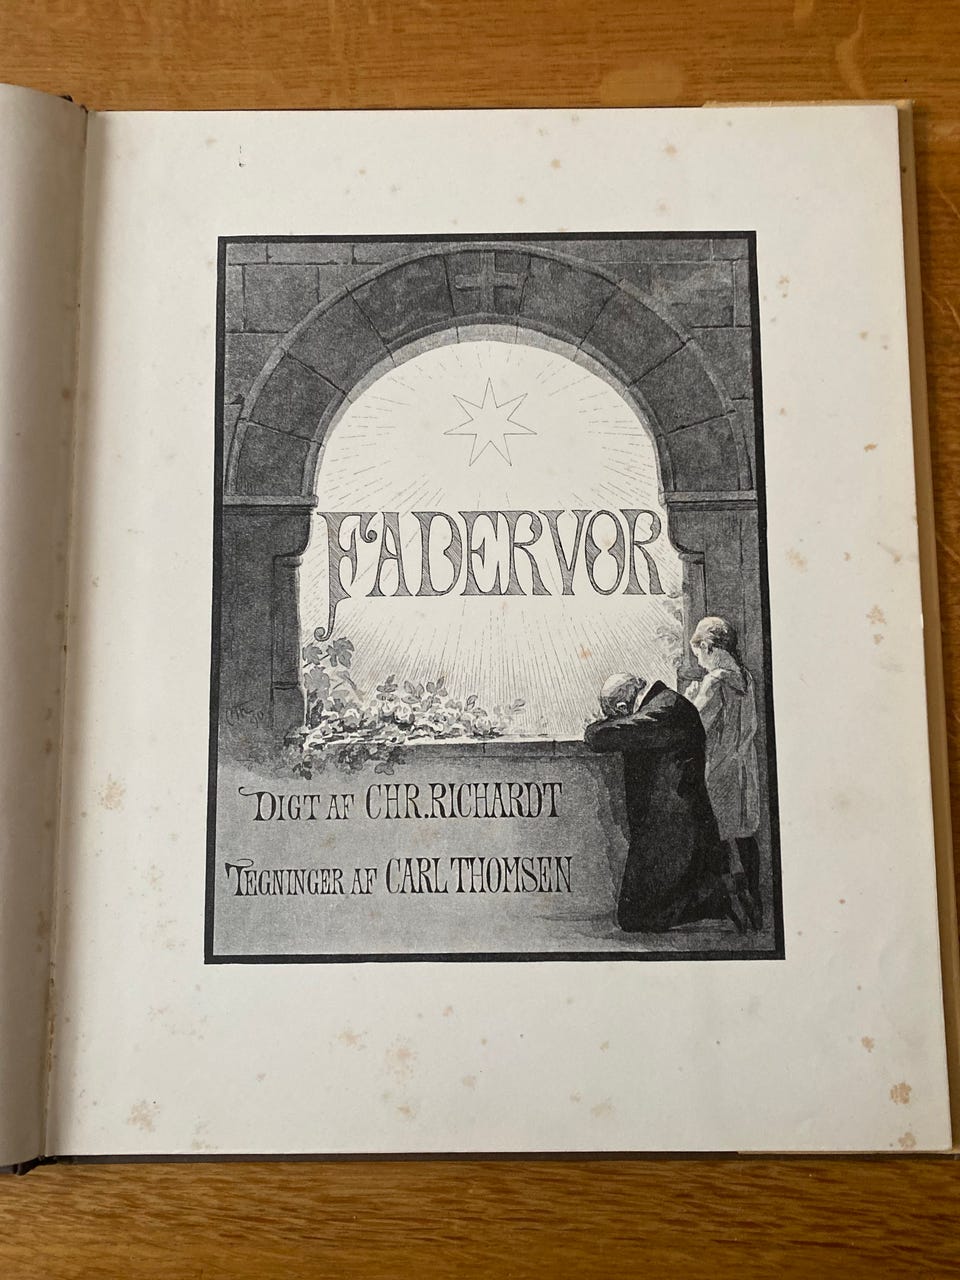 FADERVOR
DIGT AF CHR. RICHARDT
TEGNINGER AF CARL THOMSEN